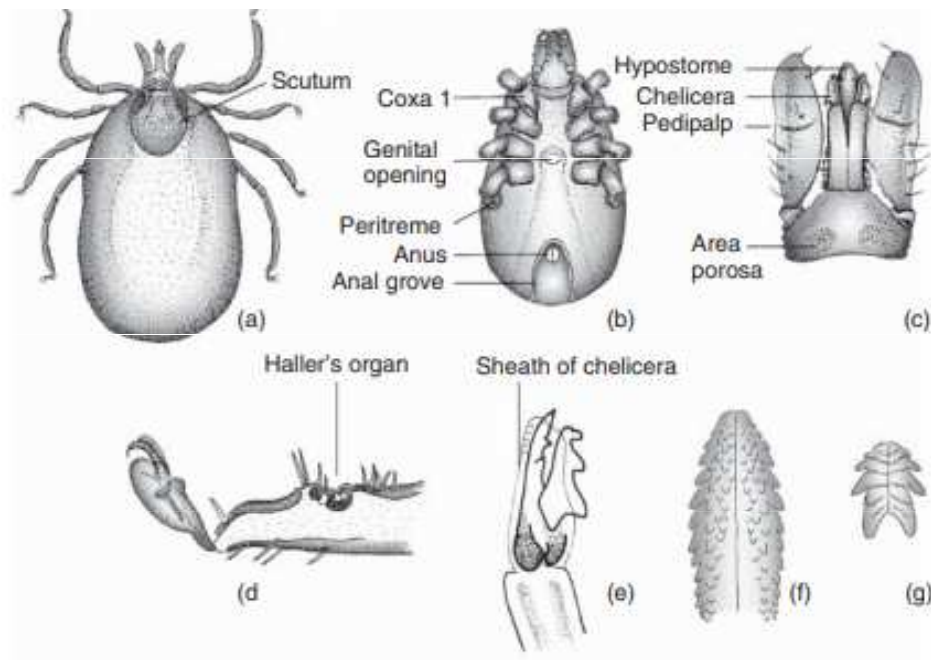 Scutum
Coxa 1
Genital
opening
Peritreme
Anus
Anal grove
Hypostome
Chelicera
Pedipalp
Area
porosa
(a)
(b)
(c)
Haller's organ
Sheath of chelicera
(d
(e)
(f)
(g)